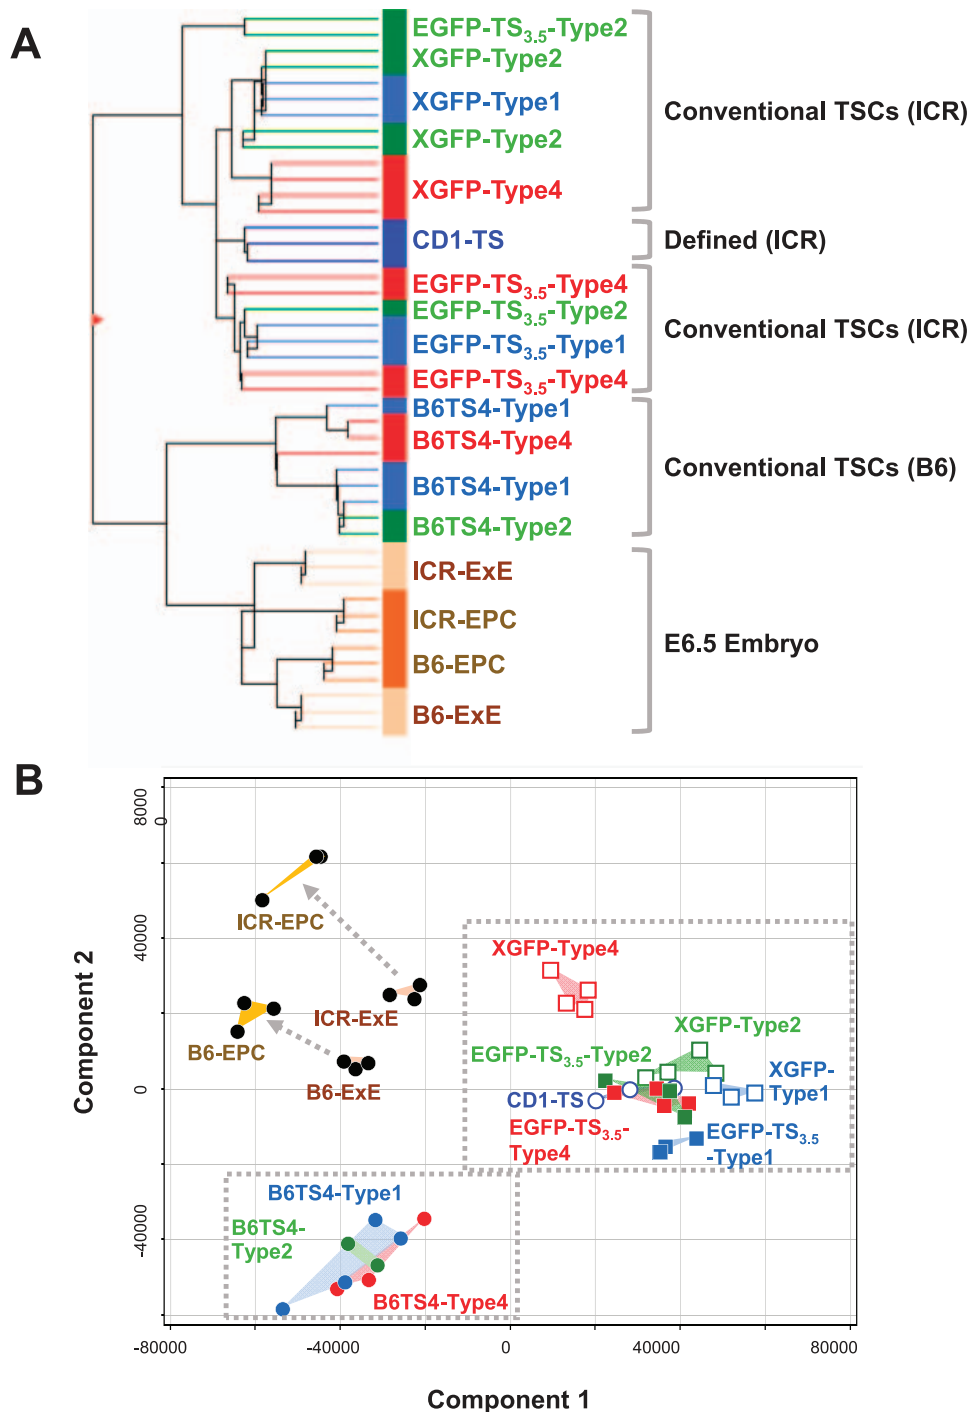 A
EGFP-TS3.5-Type2
XGFP-Type2
XGFP-Type1
XGFP-Type2
XGFP-Type4
CD1-TS
EGFP-TS3.5-Type4
EGFP-TS3.5-Type2
EGFP-TS3.5-Type1
EGFP-TS3.5-Type4
B6TS4-Type1
B6TS4-Type4
B6TS4-Type1
B6TS4-Type2
ICR-ExE
ICR-EPC
B6-EPC
B6-ExE
Conventional TSCs (ICR)
Defined (ICR)
Conventional TSCs (ICR)
Conventional TSCs (B6)
E6.5 Embryo
B
Component 2
8000
0
40000
0
-40000
ICR-EPC
ICR-ExE
B6-EPC
B6-ExE
XGFP-Type4
XGFP-Type2
EGFP-TS3.5-Type2
XGFP-
Type1
CD1-TS
EGFP-TS3.5-
Type4
EGFP-TS3.5
-Type1
B6TS4-Type1
B6TS4-
Type2
B6TS4-Type4
-80000
-40000
0
40000
80000
Component 1